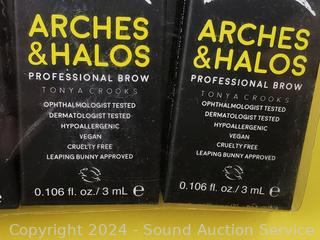 ARCHES
&HALOS
PROFESSIONAL BROW
TONYA CROOKS
OPHTHALMOLOGIST TESTED
DERMATOLOGIST TESTED
HYPOALLERGENIC
VEGAN
CRUELTY FREE
LEAPING BUNNY APPROVED
0.106 fl. oz./3 mL ℮
ARCHES
&HALOS
PROFESSIONAL BROW
TONYA CROOKS
OPHTHALMOLOGIST TESTED
DERMATOLOGIST TESTED
HYPOALLERGENIC
VEGAN
CRUELTY FREE
LEAPING BUNNY APPROVED
0.106 fl. oz./3 mL ℮
Copyright 2024 - Sound Auction Service